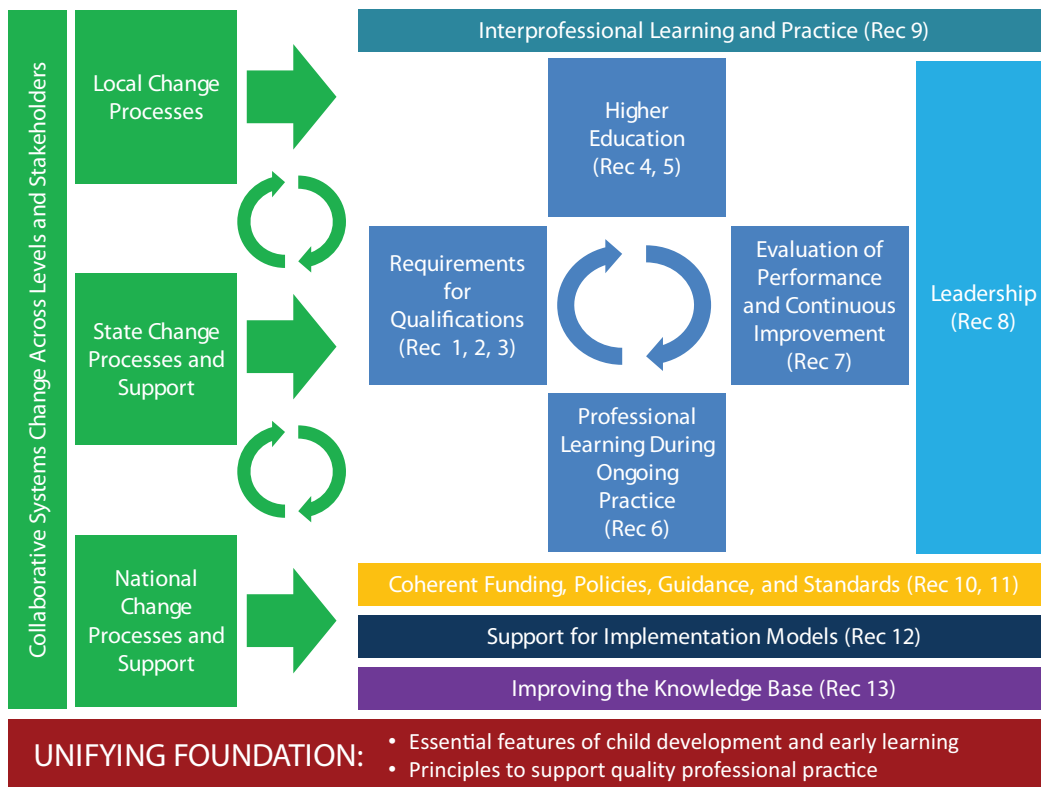 Collaborative Systems Change Across Levels and Stakeholders
Local Change
Processes
State Change
Processes and
Support
National
Change
Processes and
Support
Interprofessional Learning and Practice (Rec 9)
Higher
Education
(Rec 4, 5)
Requirements
for
Qualifications
(Rec 1, 2, 3)
Evaluation of
Performance
and Continuous
Improvement
(Rec 7)
Professional
Learning During
Ongoing
Practice
(Rec 6)
Leadership
(Rec 8)
Coherent Funding, Policies, Guidance, and Standards (Rec 10, 11)
Support for Implementation Models (Rec 12)
Improving the Knowledge Base (Rec 13)
UNIFYING FOUNDATION:
• Essential features of child development and early learning
• Principles to support quality professional practice